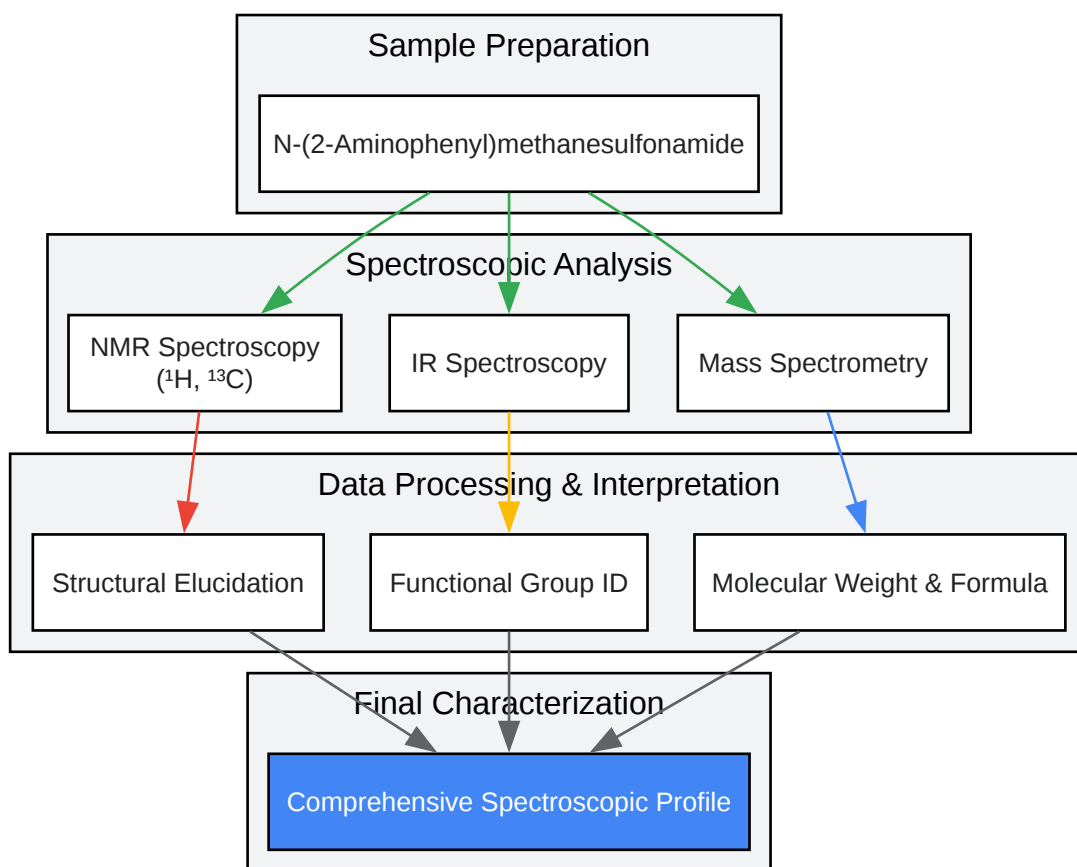 Sample Preparation
N-(2-Aminophenyl)methanesulfonamide
Spectroscopic Analysis
NMR Spectroscopy
(¹H, ¹³C)
IR Spectroscopy
Mass Spectrometry
Data Processing & Interpretation
Structural Elucidation
Functional Group ID
Molecular Weight & Formula
Final Characterization
Comprehensive Spectroscopic Profile